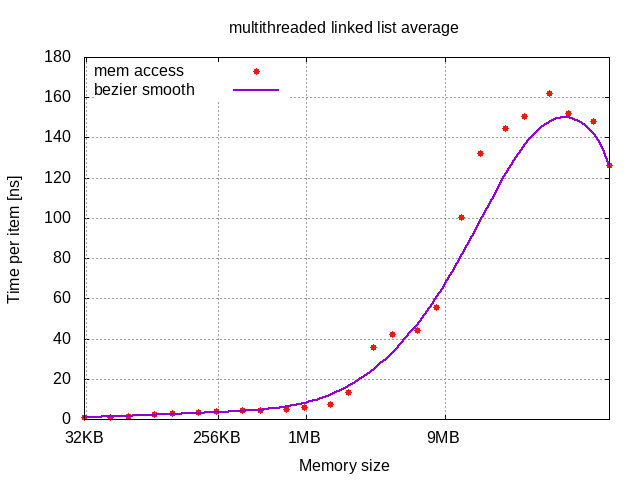 multithreaded linked list average
180
160
140
120
100
80
60
40
20
0
mem access
bezier smooth
Time per item [ns]
32KB 256KB 1MB 9MB
Memory size